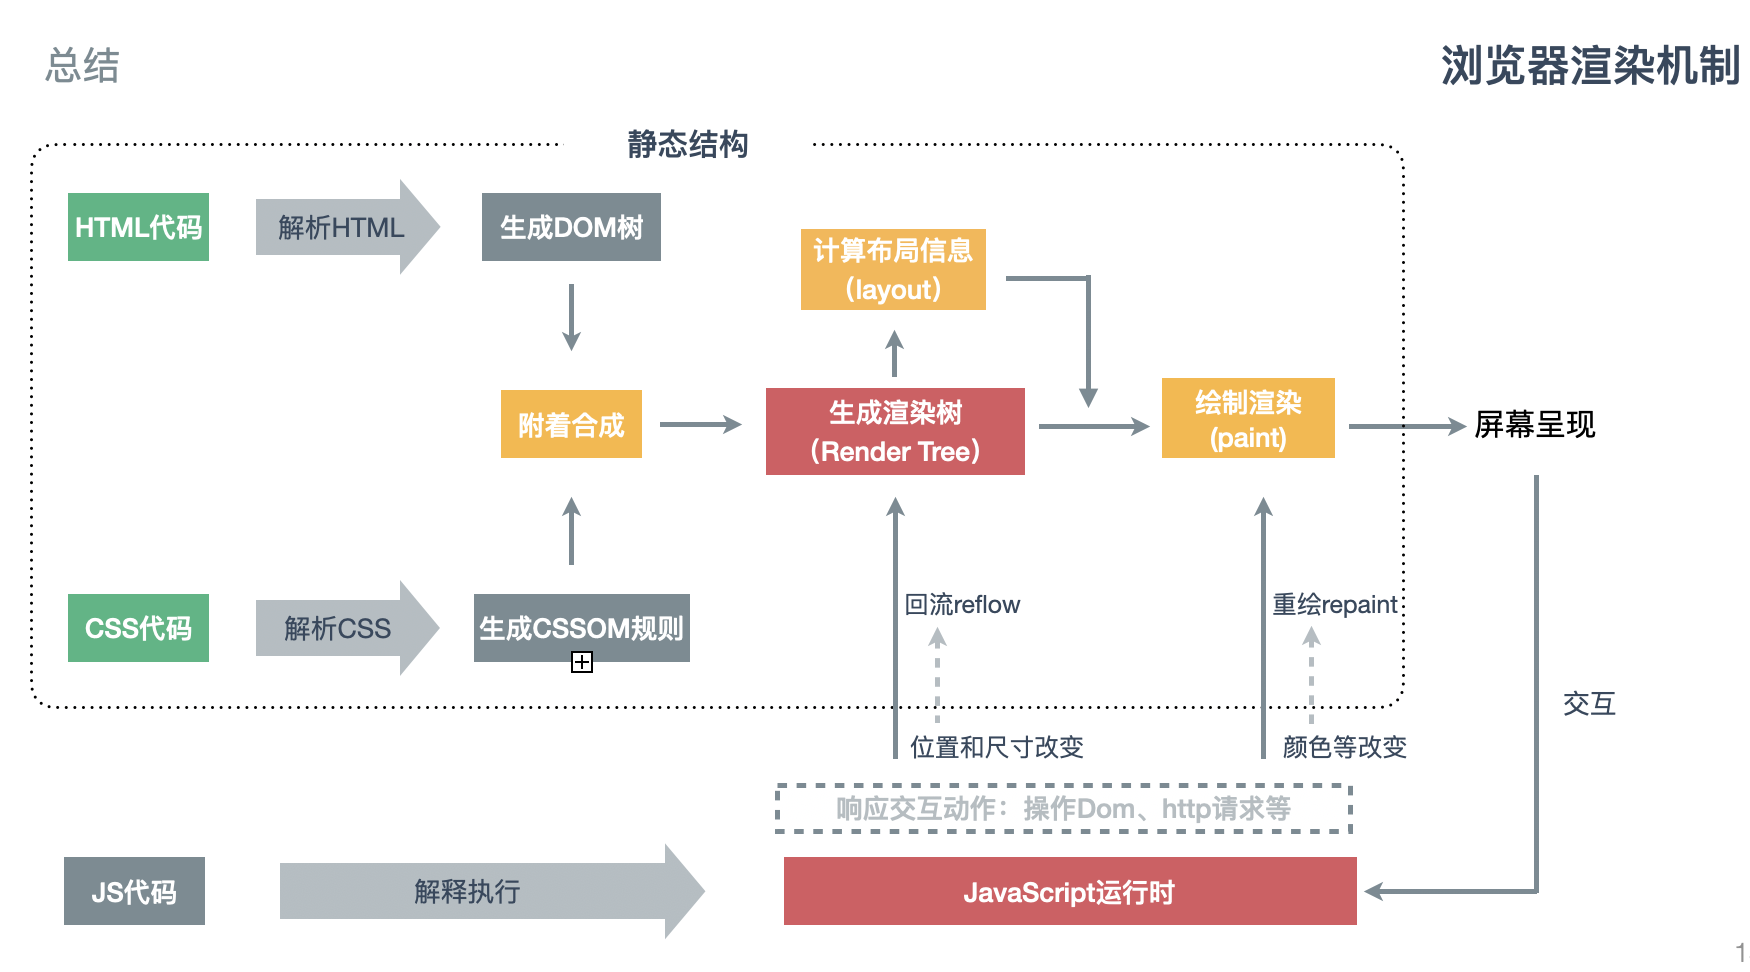 总结
浏览器渲染机制
静态结构
HTML代码
解析HTML
生成DOM树
计算布局信息
（layout）
附着合成
生成渲染树
（Render Tree）
绘制渲染
(paint)
屏幕呈现
CSS代码
解析CSS
生成CSSOM规则
回流reflow
重绘repaint
位置和尺寸改变
颜色等改变
交互
响应交互动作：操作Dom、http请求等
JS代码
解释执行
JavaScript运行时
1